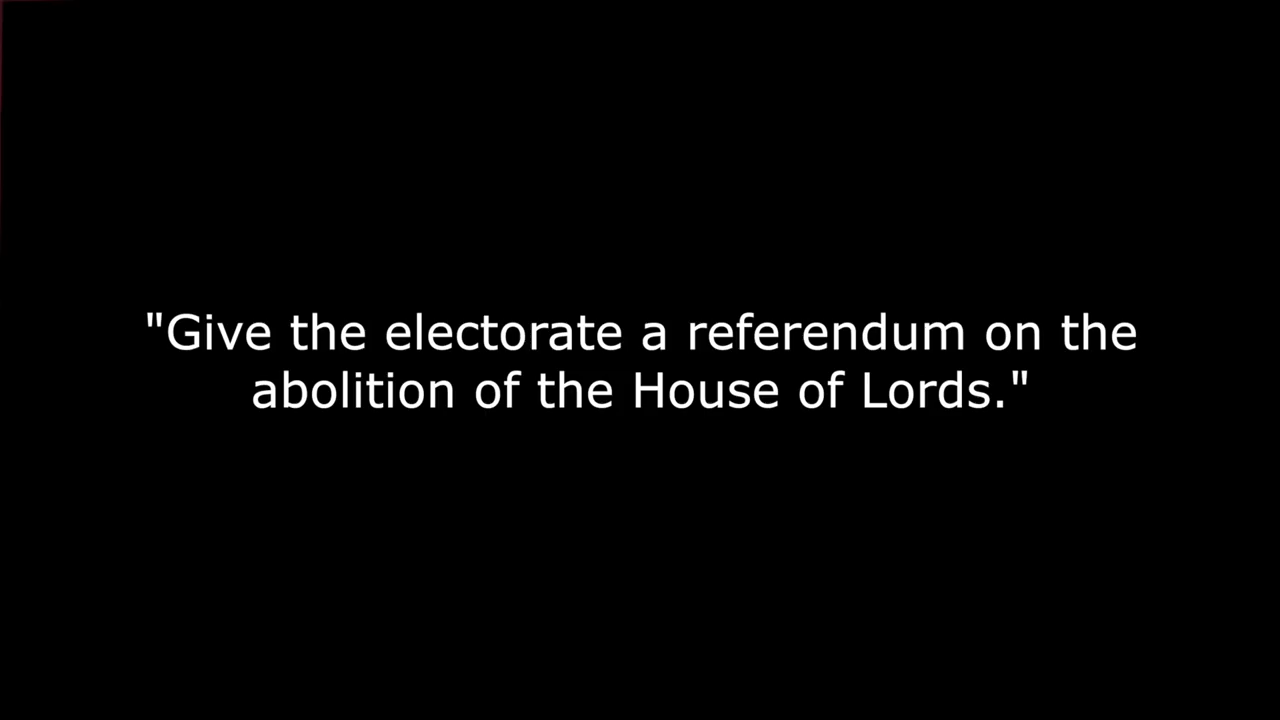 "Give the electorate a referendum on the
abolition of the House of Lords."